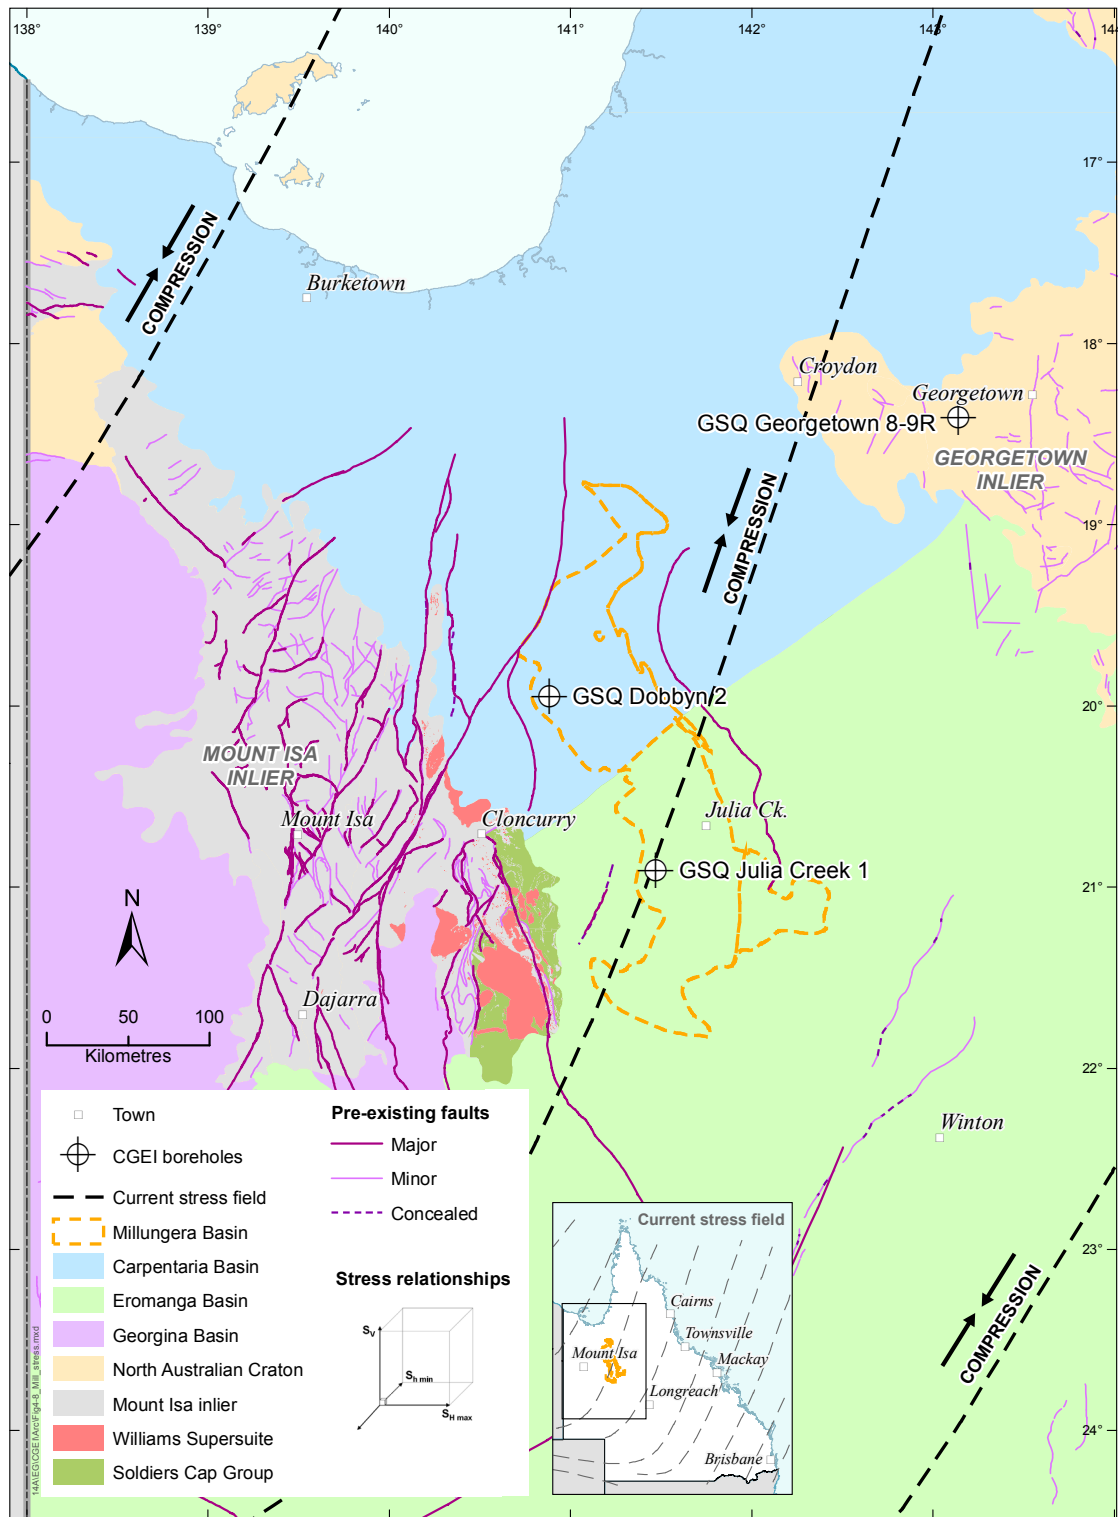 138°
139°
140°
141°
142°
143°
17°
COMPRESSION
Burketown
18°
Croydon
Georgetown
GSQ Georgetown 8-9R
GEORGETOWN
INLIER
COMPRESSION
19°
GSQ Dobbyn 2
20°
MOUNT ISA
INLIER
Mount Isa
Cloncurry
Julia Ck.
GSQ Julia Creek 1
21°
N
Dajarra
0 50 100
Kilometres
22°
Winton
23°
COMPRESSION
24°
Town
CGEI boreholes
Current stress field
Millungera Basin
Carpentaria Basin
Eromanga Basin
Georgina Basin
North Australian Craton
Mount Isa inlier
Williams Supersuite
Soldiers Cap Group
Pre-existing faults
Major
Minor
Concealed
Stress relationships
SV
Sh min
SH max
Current stress field
Cairns
Townsville
Mount Isa
Mackay
Longreach
Brisbane